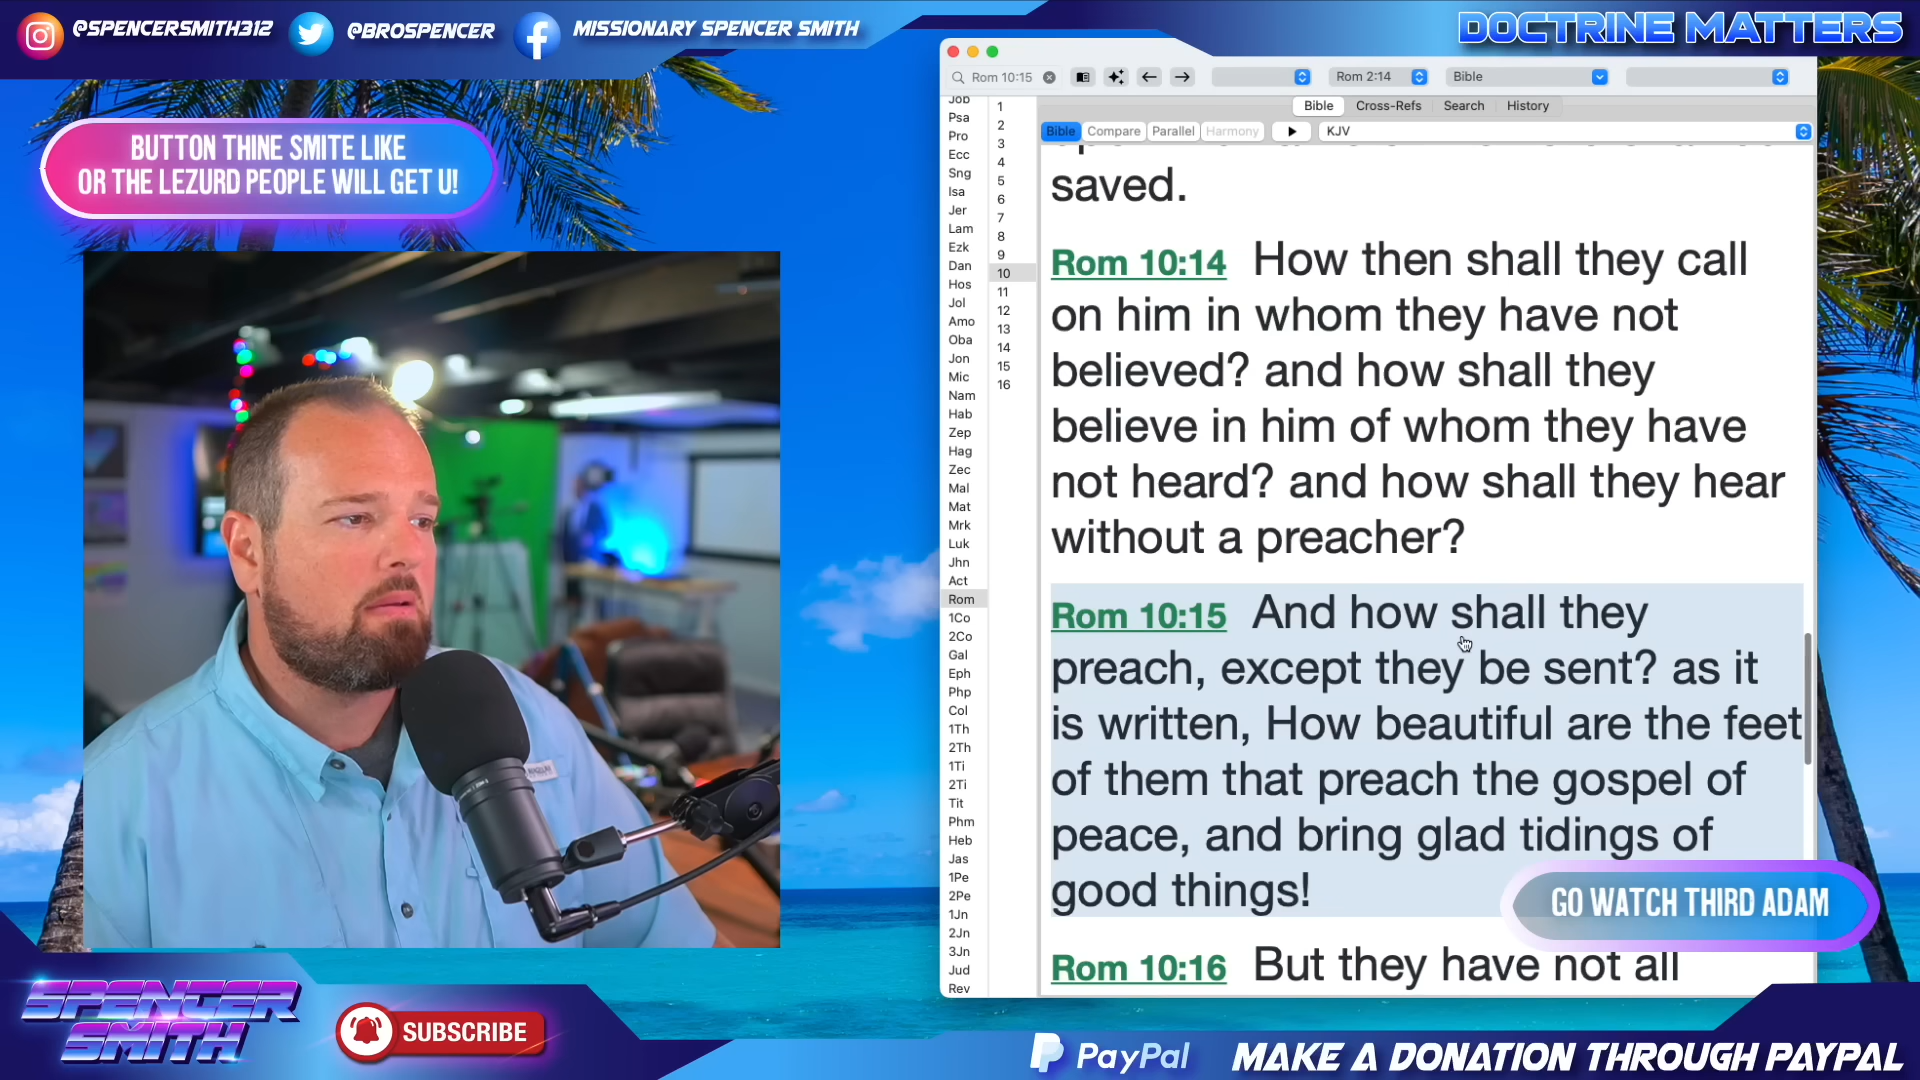 @SPENCERSMITH312
@BROSPENCER
MISSIONARY SPENCER SMITH
DOCTRINE MATTERS
BUTTON THINE SMITE LIKE
OR THE LEZURD PEOPLE WILL GET U!
Rom 10:15
Rom 2:14
Bible
Bible
Cross-Refs
Search
History
Bible
Compare
Parallel
Harmony
KJV
Job
Psa
Pro
Ecc
Sng
Isa
Jer
Lam
Ezk
Dan
Hos
Jol
Amo
Oba
Jon
Mic
Nam
Hab
Zep
Hag
Zec
Mal
Mat
Mrk
Luk
Jhn
Act
Rom
1Co
2Co
Gal
Eph
Php
Col
1Th
2Th
1Ti
2Ti
Tit
Phm
Heb
Jas
1Pe
2Pe
1Jn
2Jn
3Jn
Jud
Rev
1
2
3
4
5
6
7
8
9
10
11
12
13
14
15
16
saved.
Rom 10:14 How then shall they call
on him in whom they have not
believed? and how shall they
believe in him of whom they have
not heard? and how shall they hear
without a preacher?
Rom 10:15 And how shall they
preach, except they be sent? as it
is written, How beautiful are the feet
of them that preach the gospel of
peace, and bring glad tidings of
good things!
Rom 10:16 But they have not all
GO WATCH THIRD ADAM
SPENCER
SMITH
SUBSCRIBE
PayPal
MAKE A DONATION THROUGH PAYPAL